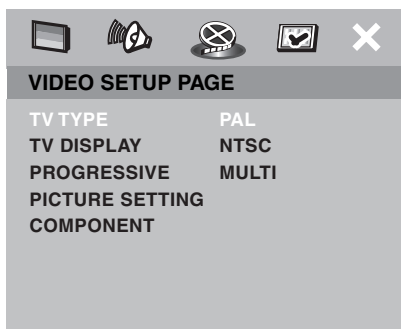 VIDEO SETUP PAGE
TV TYPE PAL
TV DISPLAY NTSC
PROGRESSIVE MULTI
PICTURE SETTING
COMPONENT